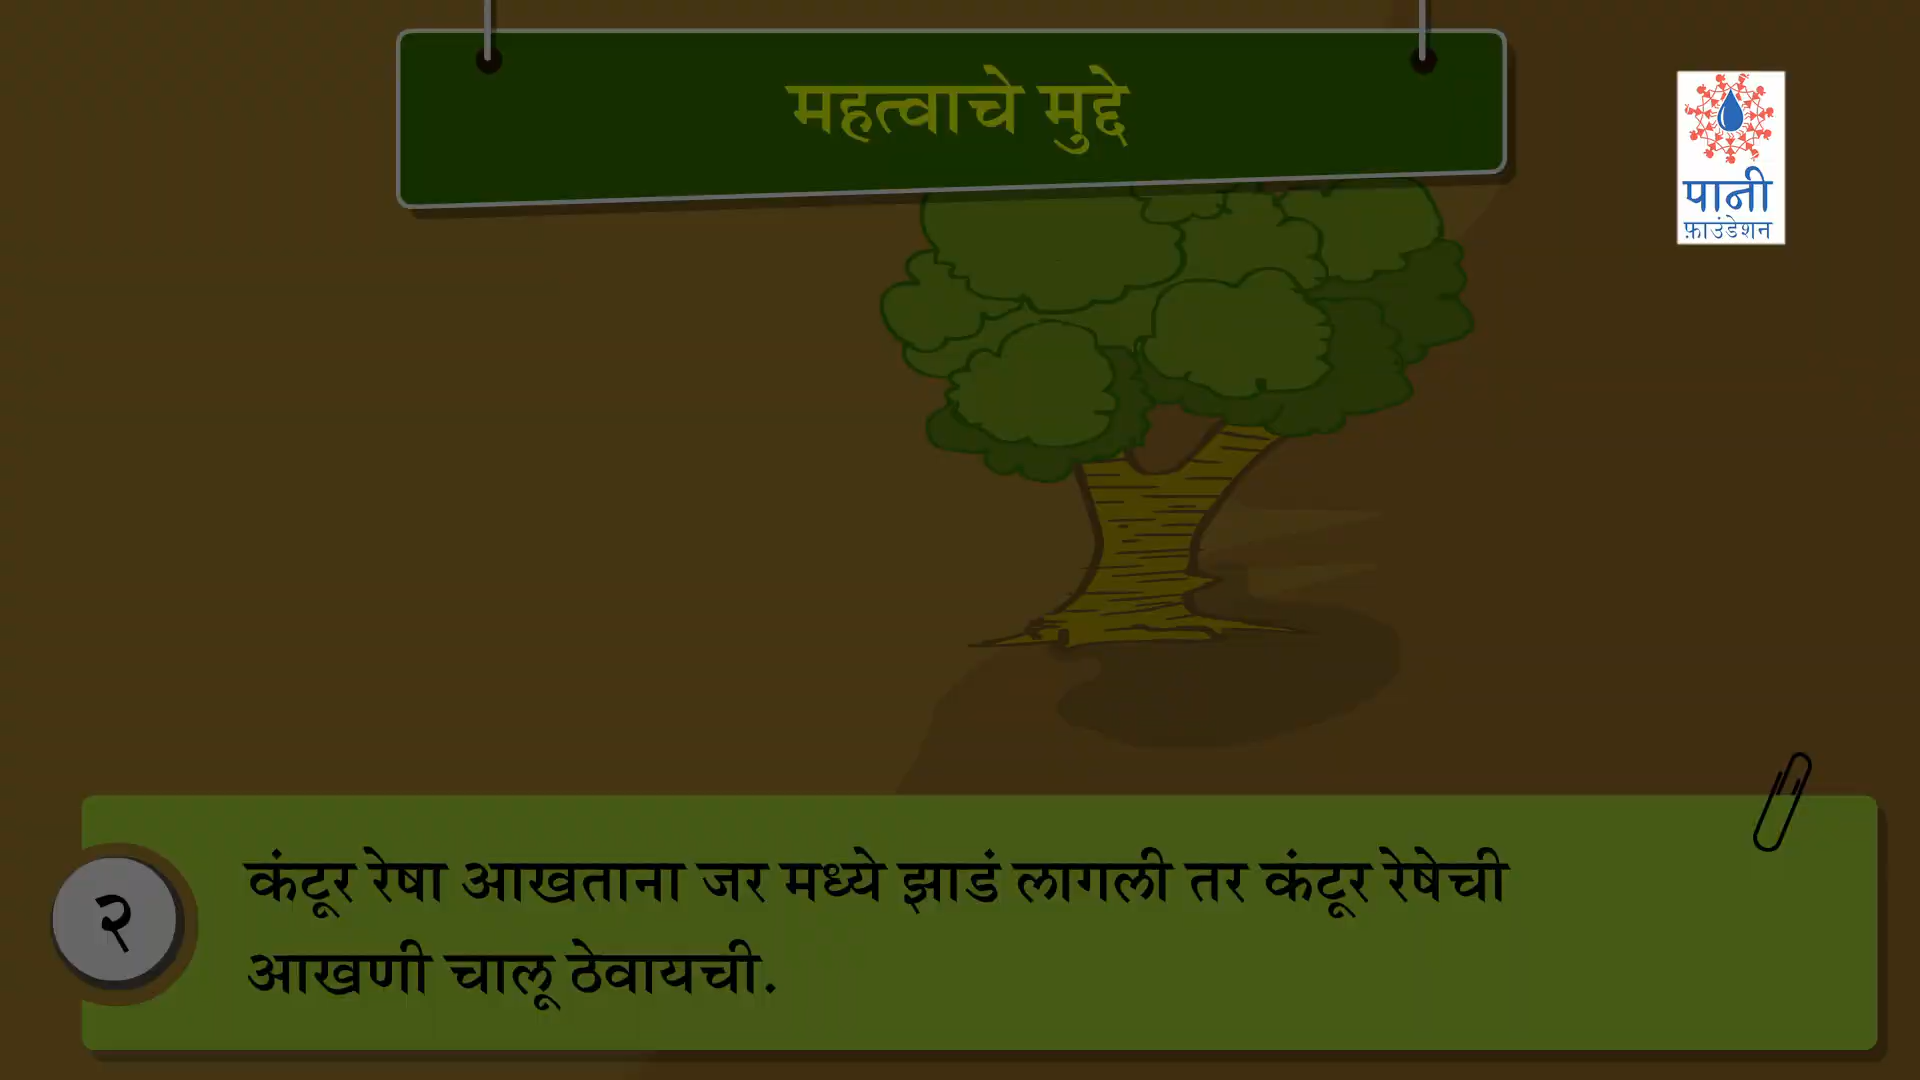 महत्वाचे मुद्दे
पानी
फ़ाउंडेशन
२
कंटूर रेषा आखताना जर मध्ये झाडं लागली तर कंटूर रेषेची
आखणी चालू ठेवायची.